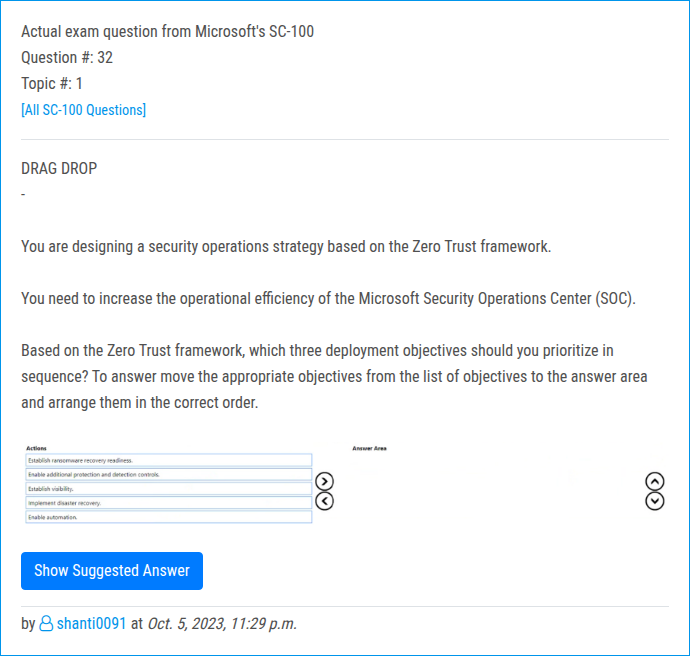 Actual exam question from Microsoft's SC-100
Question #: 32
Topic #: 1
[All SC-100 Questions]
DRAG DROP
-
You are designing a security operations strategy based on the Zero Trust framework.
You need to increase the operational efficiency of the Microsoft Security Operations Center (SOC).
Based on the Zero Trust framework, which three deployment objectives should you prioritize in
sequence? To answer move the appropriate objectives from the list of objectives to the answer area
and arrange them in the correct order.
Actions
Answer Area
Establish ransomware recovery readiness.
Enable additional protection and detection controls.
Establish visibility.
Implement disaster recovery.
Enable automation.
Show Suggested Answer
by shanti0091 at Oct. 5, 2023, 11:29 p.m.